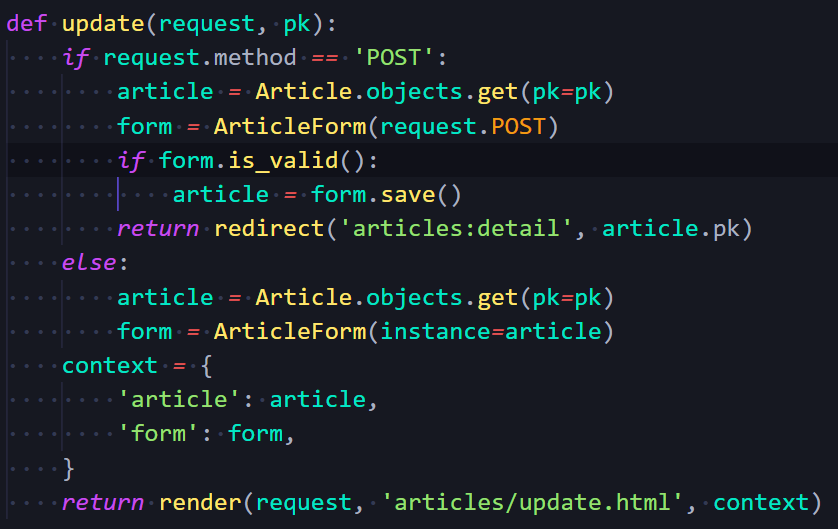 def update(request, pk):
    if request.method == 'POST':
        article = Article.objects.get(pk=pk)
        form = ArticleForm(request.POST)
        if form.is_valid():
            article = form.save()
        return redirect('articles:detail', article.pk)
    else:
        article = Article.objects.get(pk=pk)
        form = ArticleForm(instance=article)
    context = {
        'article': article,
        'form': form,
    }
    return render(request, 'articles/update.html', context)